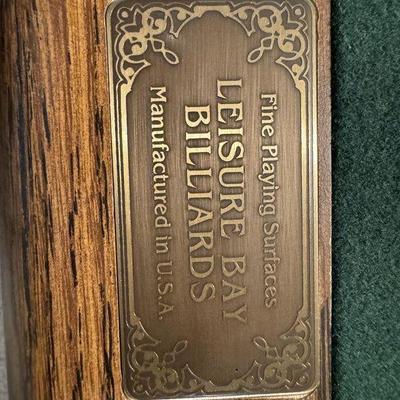 Fine Playing Surfaces
LEISURE BAY
BILLIARDS
Manufactured in U.S.A.